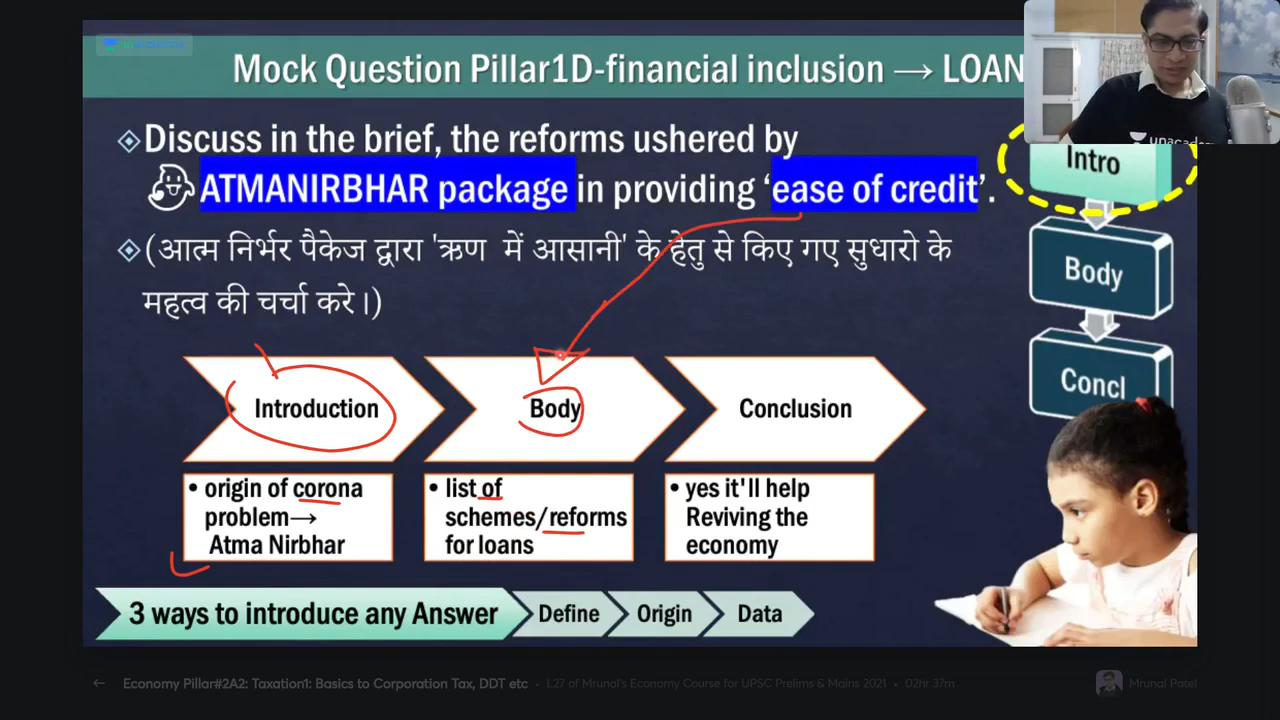 Mock Question Pillar1D-financial inclusion → LOAN
unacademy
Discuss in the brief, the reforms ushered by
ATMANIRBHAR package in providing ‘ease of credit’.
(आत्म निर्भर पैकेज द्वारा 'ऋण में आसानी' के हेतु से किए गए सुधारो के
महत्व की चर्चा करे।)
Intro
Body
Concl
Introduction
Body
Conclusion
• origin of corona
problem→
Atma Nirbhar
• list of
schemes/reforms
for loans
• yes it'll help
Reviving the
economy
3 ways to introduce any Answer
Define
Origin
Data
← Economy Pillar#2A2: Taxation1: Basics to Corporation Tax, DDT etc • L27 of Mrunal's Economy Course for UPSC Prelims & Mains 2021 • 02hr 37m
Mrunal Patel